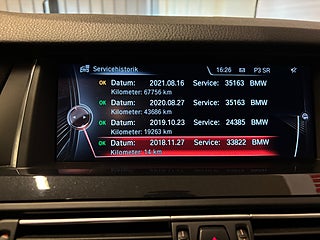 Servicehistorik 16:26 P3 SR
OK Datum: 2021.08.16 Service: 35163 BMW
Kilometer: 67756 km
OK Datum: 2020.08.27 Service: 35163 BMW
Kilometer: 43686 km
OK Datum: 2019.10.23 Service: 24385 BMW
Kilometer: 19263 km
OK Datum: 2018.11.27 Service: 33822 BMW
Kilometer: 14 km